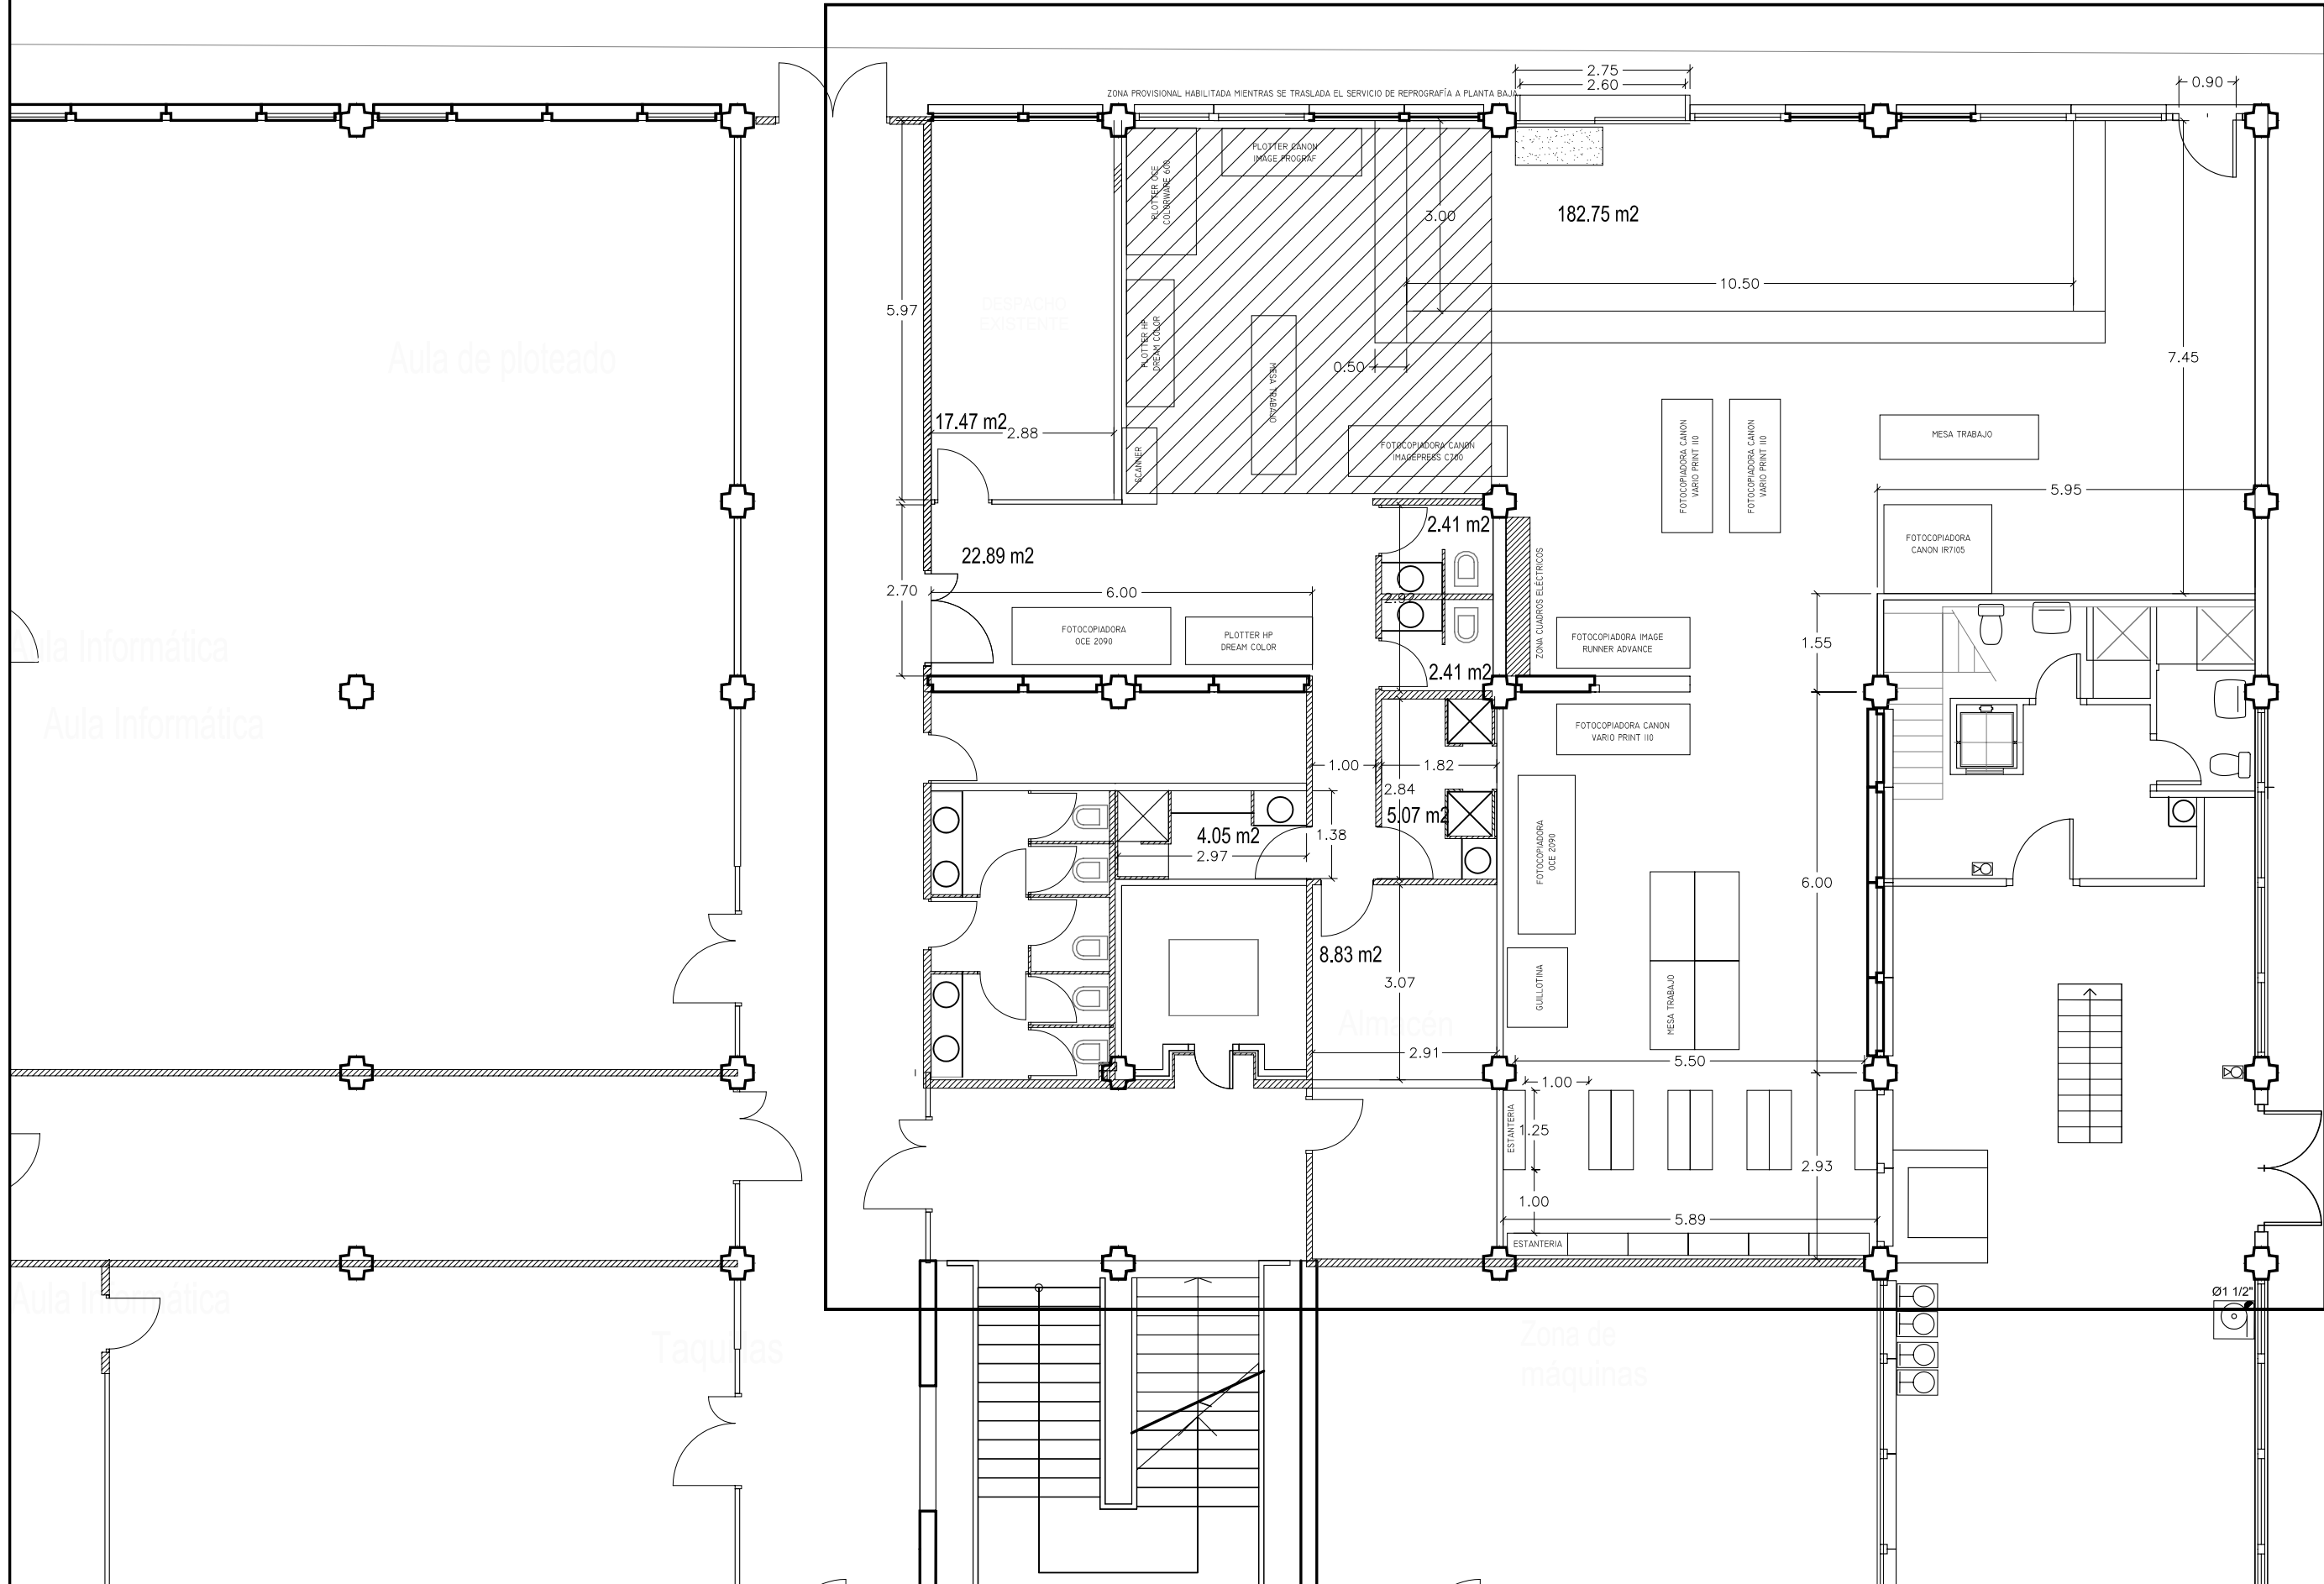 2.75
2.60
0.90
ZONA PROVISIONAL HABILITADA MIENTRAS SE TRASLADA EL SERVICIO DE REPROGRAFÍA A PLANTA BAJA
PLOTTER CANON
IMAGE PROGRAF
PLOTTER OCE
COLORWARE 600
3.00
182.75 m2
10.50
5.97
DESPACHO
EXISTENTE
Aula de ploteado
PLOTTER HP
DREAM COLOR
MESA TRABAJO
0.50
7.45
17.47 m2
2.88
SCANNER
FOTOCOPIADORA CANON
IMAGEPRESS C700
FOTOCOPIADORA CANON
VARIO PRINT 110
FOTOCOPIADORA CANON
VARIO PRINT 110
MESA TRABAJO
5.95
2.41 m2
22.89 m2
FOTOCOPIADORA
CANON IR7105
2.70
6.00
2.92
ZONA CUADROS ELÉCTRICOS
FOTOCOPIADORA
OCE 2090
PLOTTER HP
DREAM COLOR
FOTOCOPIADORA IMAGE
RUNNER ADVANCE
1.55
Aula Informática
2.41 m2
Aula Informática
FOTOCOPIADORA CANON
VARIO PRINT 110
1.00
1.82
2.84
5.07 m2
4.05 m2
1.38
2.97
FOTOCOPIADORA
OCE 2090
6.00
8.83 m2
3.07
GUILLOTINA
MESA TRABAJO
Almacén
2.91
5.50
1.00
ESTANTERIA
1.25
2.93
1.00
5.89
ESTANTERIA
Aula Informática
Ø1 1/2"
Taquillas
Zona de
máquinas